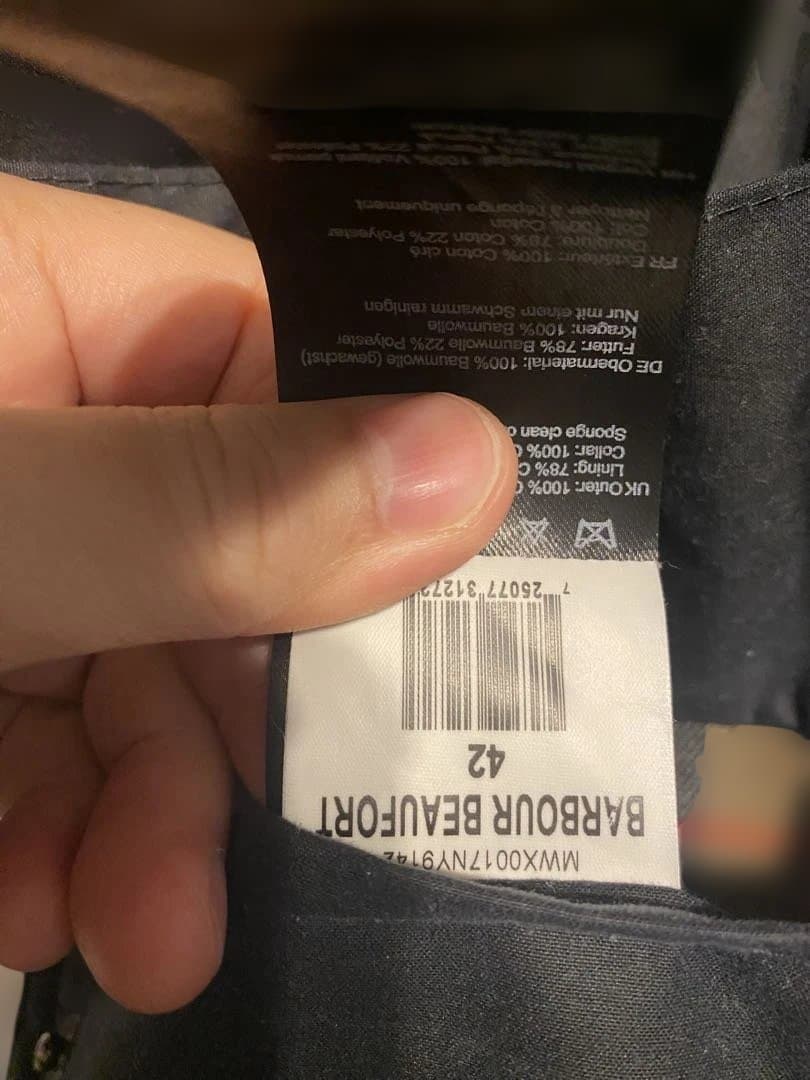 MWX0017NY9142
BARBOUR BEAUFORT
42
7 25077 3127
UK Outer: 100%
Lining: 78%
Collar: 100%
Sponge clean
DE Obermaterial: 100% Baumwolle (gewachst)
Futter: 78% Baumwolle 22% Polyester
Kragen: 100% Baumwolle
Nur mit einem Schwamm reinigen
FR Extérieur: 100% Coton ciré
Doublure: 78% Coton 22% Polyester
Col: 100% Coton
Nettoyer à l'éponge uniquement